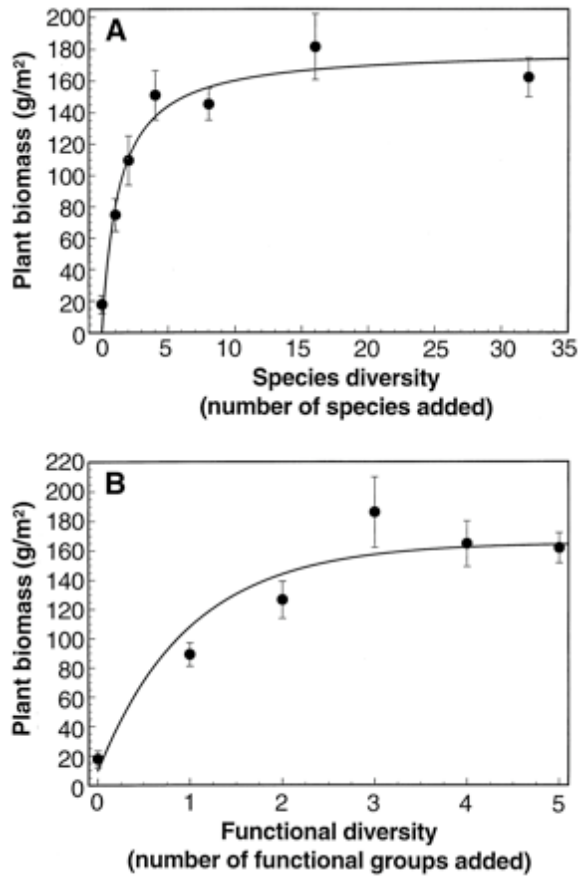 A
Plant biomass (g/m²)
200
180
160
140
120
100
80
60
40
20
0
0 5 10 15 20 25 30 35
Species diversity
(number of species added)
B
Plant biomass (g/m²)
220
200
180
160
140
120
100
80
60
40
20
0
0 1 2 3 4 5
Functional diversity
(number of functional groups added)